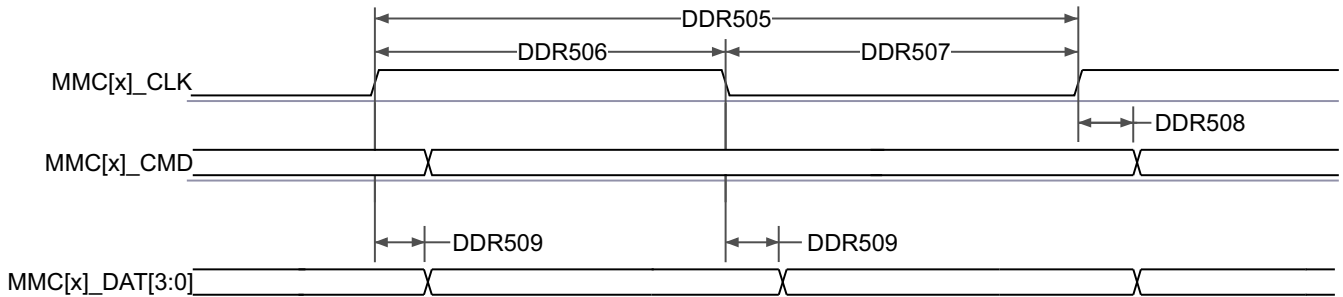 DDR505
DDR506
DDR507
MMC[x]_CLK
DDR508
MMC[x]_CMD
DDR509
DDR509
MMC[x]_DAT[3:0]